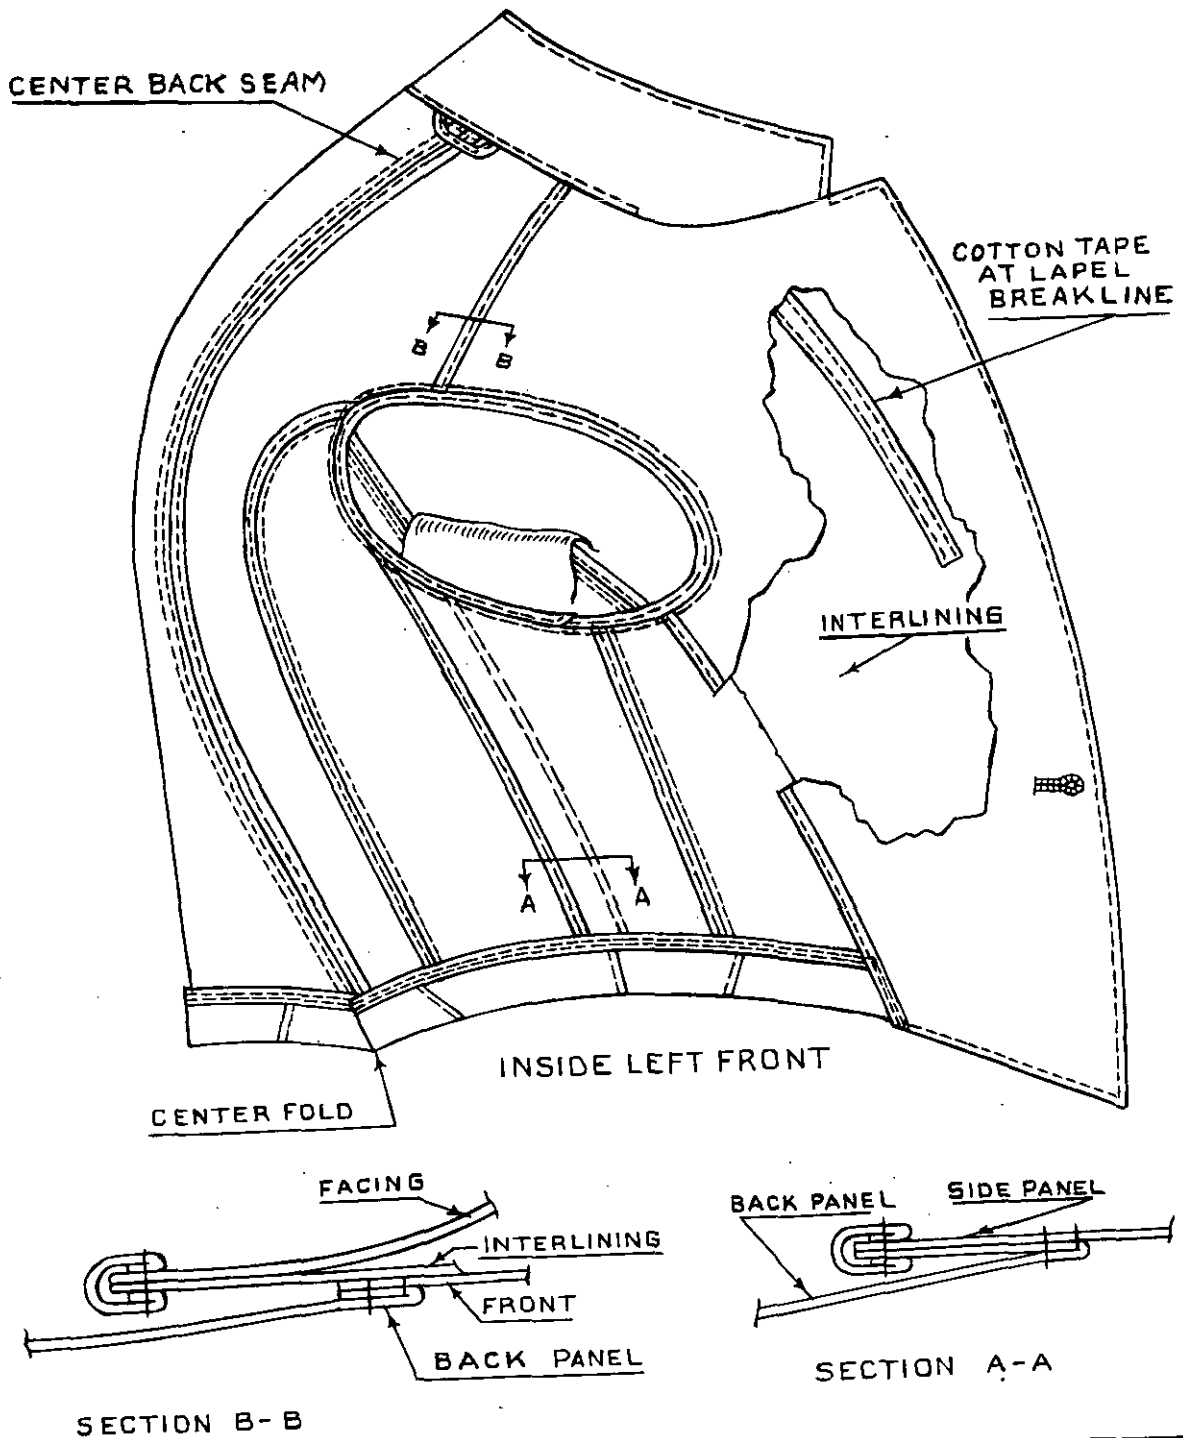 CENTER BACK SEAM
COTTON TAPE
AT LAPEL
BREAKLINE
B
B
INTERLINING
A
A
INSIDE LEFT FRONT
CENTER FOLD
FACING
INTERLINING
FRONT
BACK PANEL
SECTION B-B
BACK PANEL
SIDE PANEL
SECTION A-A